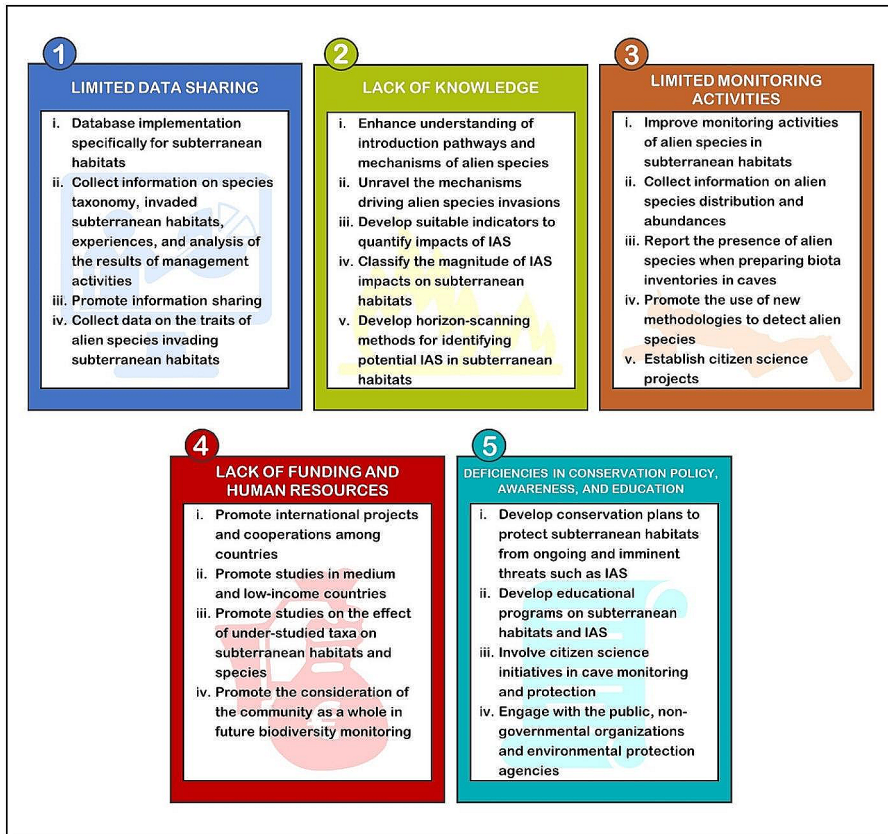 1
LIMITED DATA SHARING
i. Database implementation
specifically for subterranean
habitats
ii. Collect information on species
taxonomy, invaded
subterranean habitats,
experiences, and analysis of
the results of management
activities
iii. Promote information sharing
iv. Collect data on the traits of
alien species invading
subterranean habitats
2
LACK OF KNOWLEDGE
i. Enhance understanding of
introduction pathways and
mechanisms of alien species
ii. Unravel the mechanisms
driving alien species invasions
iii. Develop suitable indicators to
quantify impacts of IAS
iv. Classify the magnitude of IAS
impacts on subterranean
habitats
v. Develop horizon-scanning
methods for identifying
potential IAS in subterranean
habitats
3
LIMITED MONITORING
ACTIVITIES
i. Improve monitoring activities
of alien species in
subterranean habitats
ii. Collect information on alien
species distribution and
abundances
iii. Report the presence of alien
species when preparing biota
inventories in caves
iv. Promote the use of new
methodologies to detect alien
species
v. Establish citizen science
projects
4
LACK OF FUNDING AND
HUMAN RESOURCES
i. Promote international projects
and cooperations among
countries
ii. Promote studies in medium
and low-income countries
iii. Promote studies on the effect
of under-studied taxa on
subterranean habitats and
species
iv. Promote the consideration of
the community as a whole in
future biodiversity monitoring
€
5
DEFICIENCIES IN CONSERVATION POLICY,
AWARENESS, AND EDUCATION
i. Develop conservation plans to
protect subterranean habitats
from ongoing and imminent
threats such as IAS
ii. Develop educational
programs on subterranean
habitats and IAS
iii. Involve citizen science
initiatives in cave monitoring
and protection
iv. Engage with the public, non-
governmental organizations
and environmental protection
agencies